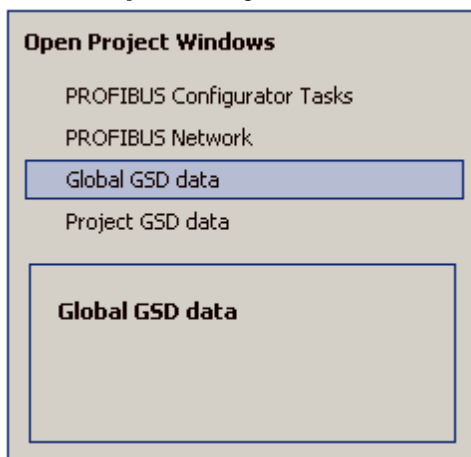 Open Project Windows
PROFIBUS Configurator Tasks
PROFIBUS Network
Global GSD data
Project GSD data
Global GSD data